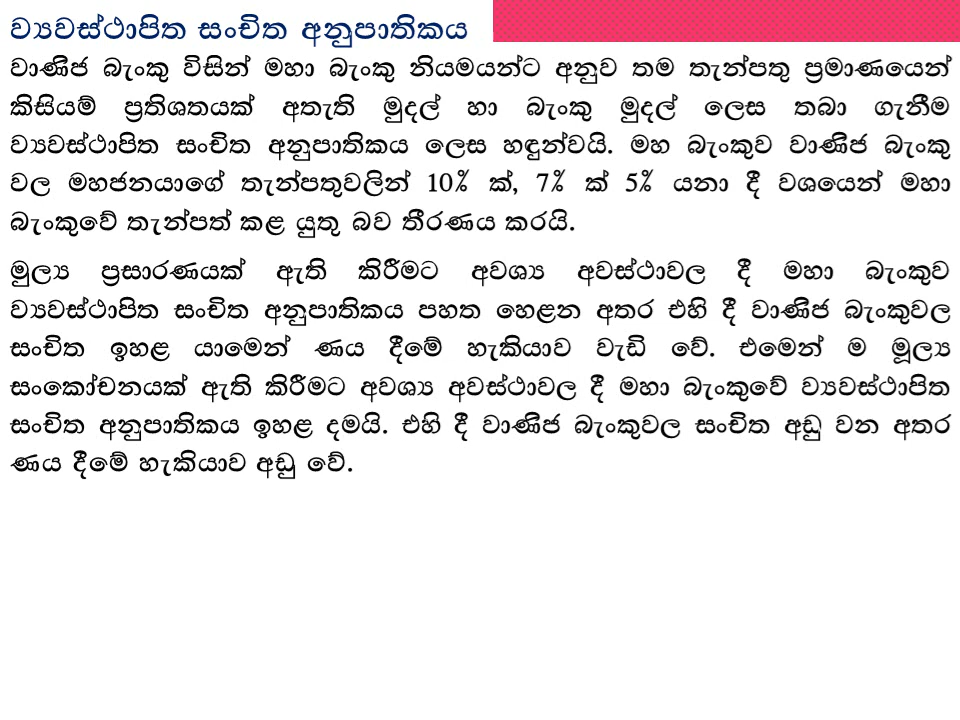 ව්‍යවස්ථාපිත සංචිත අනුපාතිකය
වාණිජ බැංකු විසින් මහා බැංකු නියමයන්ට අනුව තම තැන්පතු ප්‍රමාණයෙන්
කිසියම් ප්‍රතිශතයක් අතැති මුදල් හා බැංකු මුදල් ලෙස තබා ගැනීම
ව්‍යවස්ථාපිත සංචිත අනුපාතිකය ලෙස හඳුන්වයි. මහ බැංකුව වාණිජ බැංකු
වල මහජනයාගේ තැන්පතුවලින් 10% ක්, 7% ක් 5% යනා දී වශයෙන් මහා
බැංකුවේ තැන්පත් කළ යුතු බව තීරණය කරයි.
මුල්‍ය ප්‍රසාරණයක් ඇති කිරීමට අවශ්‍ය අවස්ථාවල දී මහා බැංකුව
ව්‍යවස්ථාපිත සංචිත අනුපාතිකය පහත හෙළන අතර එහි දී වාණිජ බැංකුවල
සංචිත ඉහළ යාමෙන් ණය දීමේ හැකියාව වැඩි වේ. එමෙන් ම මූල්‍ය
සංකෝචනයක් ඇති කිරීමට අවශ්‍ය අවස්ථාවල දී මහා බැංකුවේ ව්‍යවස්ථාපිත
සංචිත අනුපාතිකය ඉහළ දමයි. එහි දී වාණිජ බැංකුවල සංචිත අඩු වන අතර
ණය දීමේ හැකියාව අඩු වේ.